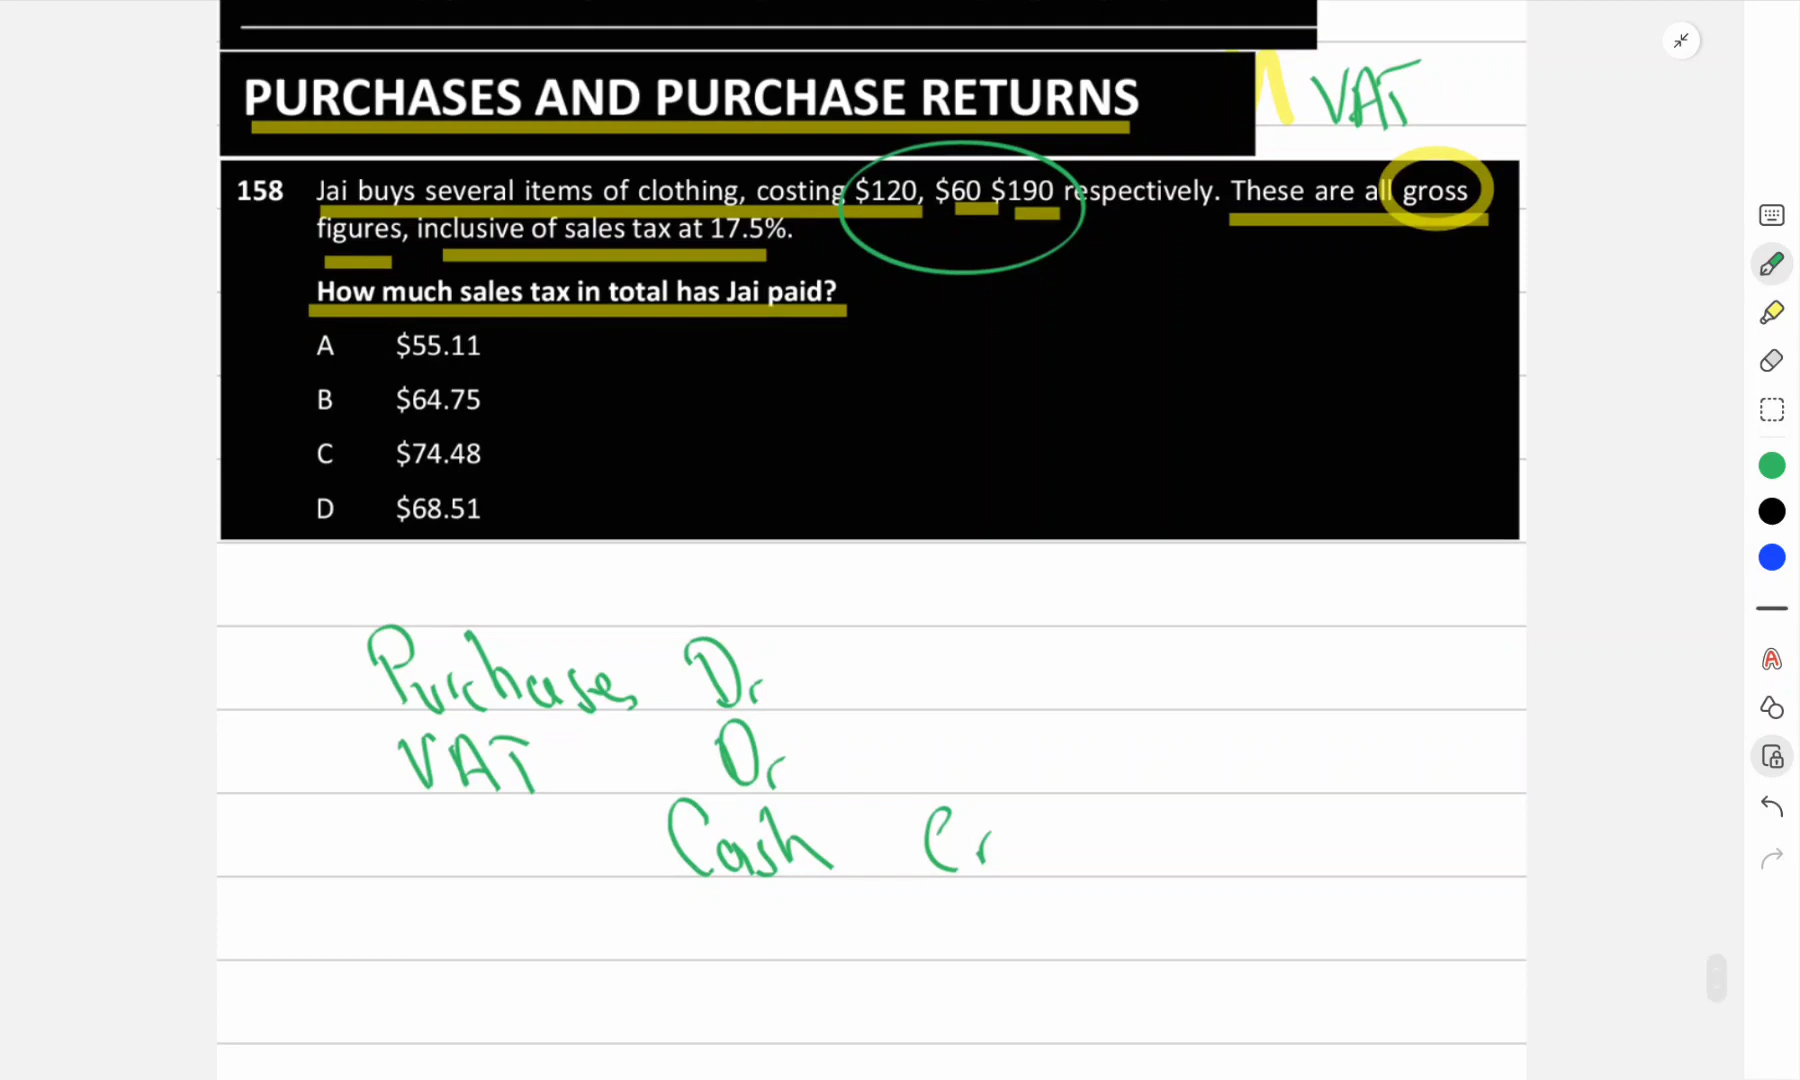 PURCHASES AND PURCHASE RETURNS
VAT
158 Jai buys several items of clothing, costing $120, $60 $190 respectively. These are all gross
figures, inclusive of sales tax at 17.5%.
How much sales tax in total has Jai paid?
A $55.11
B $64.75
C $74.48
D $68.51
Purchases Dr
VAT Dr
Cash Cr
A